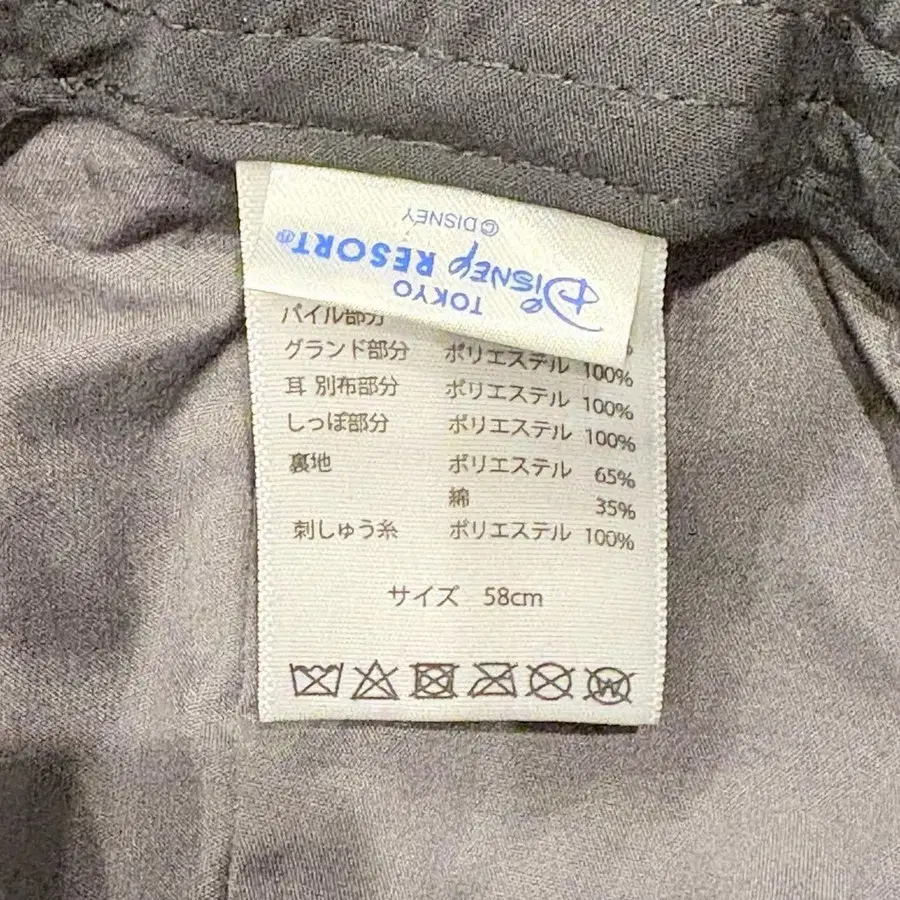 © DISNEY
TOKYO
Disney RESORT®
パイル部分
グランド部分 ポリエステル 100%
耳 別布部分 ポリエステル 100%
しっぽ部分 ポリエステル 100%
裏地 ポリエステル 65%
綿 35%
刺しゅう糸 ポリエステル 100%
サイズ 58cm
W